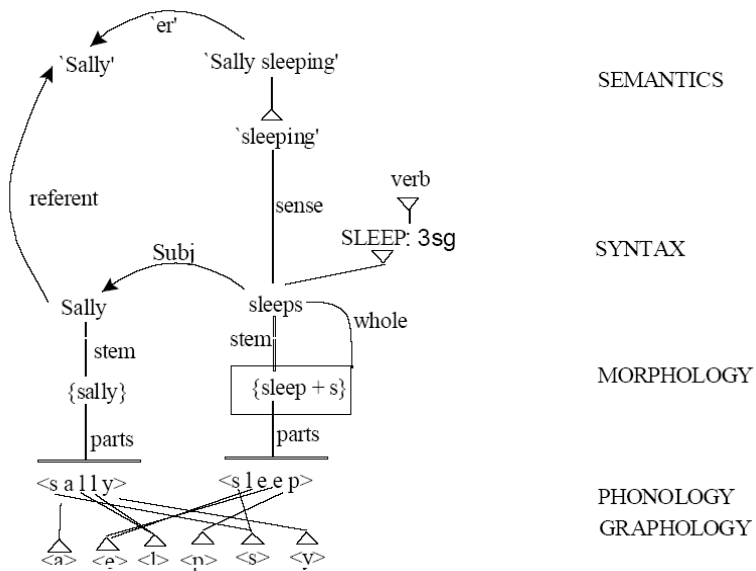 `er'
`Sally' `Sally sleeping' SEMANTICS
`sleeping'
verb
referent sense
SLEEP: 3sg
Subj SYNTAX
Sally sleeps
whole
stem stem
{sally} {sleep + s} MORPHOLOGY
parts parts
<s a l l y> <s l e e p> PHONOLOGY
GRAPHOLOGY
<a> <e> <l> <p> <s> <y>